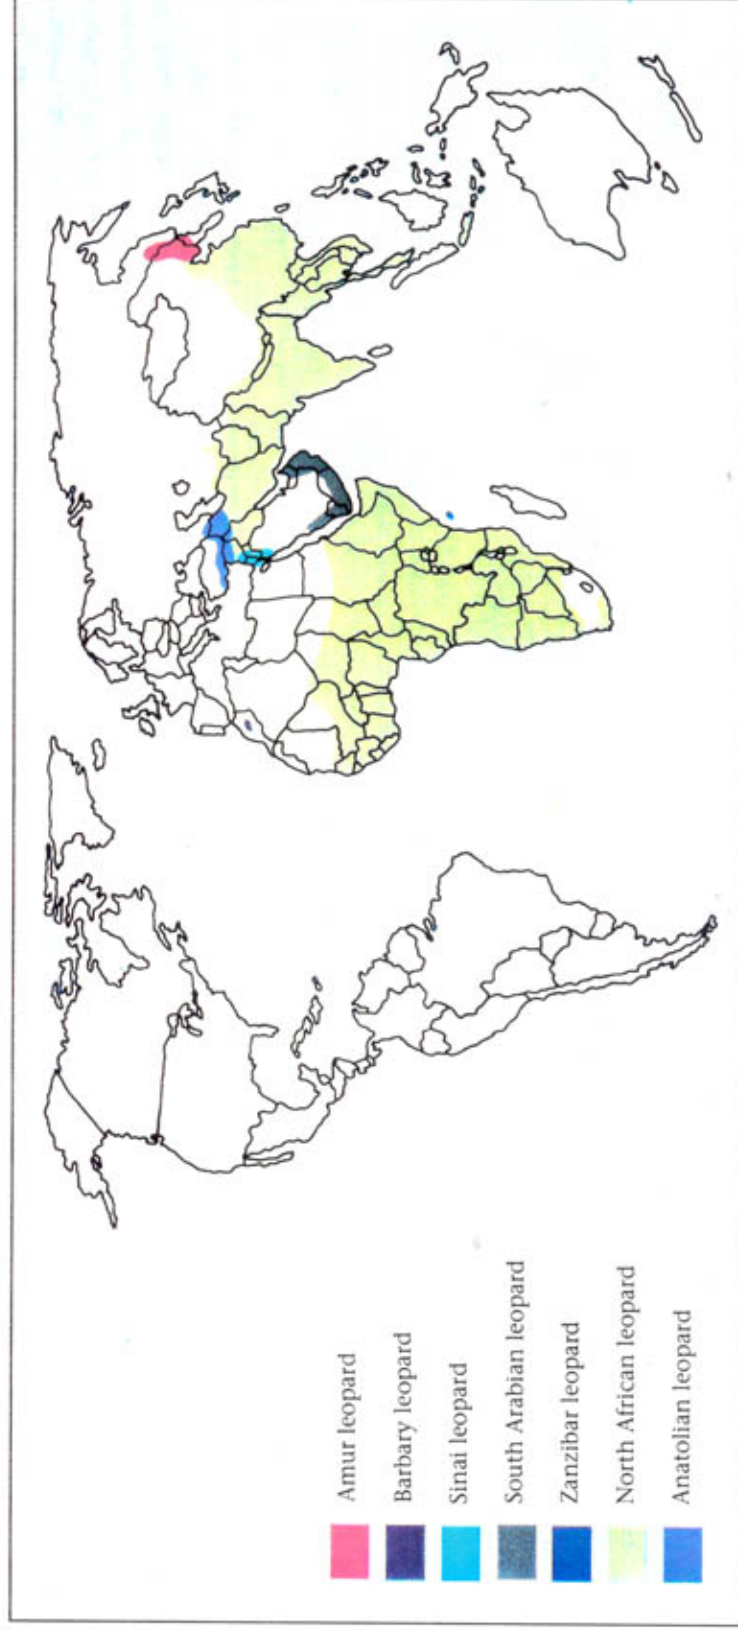 Amur leopard
Barbary leopard
Sinai leopard
South Arabian leopard
Zanzibar leopard
North African leopard
Anatolian leopard